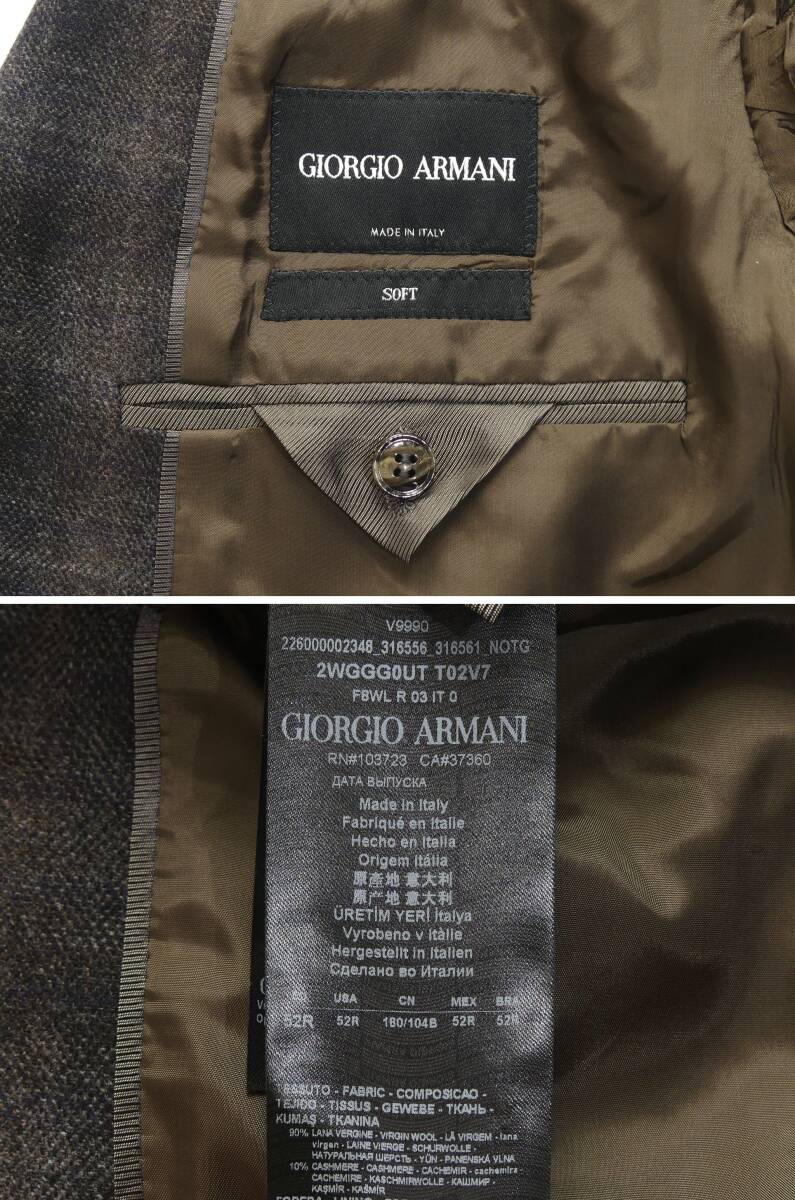 GIORGIO ARMANI
MADE IN ITALY
SOFT
V9990
226000002348_316556_316561_NOTG
2WGGG0UT T02V7
FBWL R 03 IT 0
GIORGIO ARMANI
RN#103723 CA#37360
ДАТА ВЫПУСКА
Made in Italy
Fabriqué en Italie
Hecho en Italia
Origem Itália
原產地 意大利
原产地 意大利
ÜRETİM YERİ İtalya
Vyrobeno v Itálie
Hergestellt in Italien
Сделано во Италии
USA CN MEX BRA
52R 52R 180/104B 52R 52R
TESSUTO - FABRIC - COMPOSICAO -
TEJIDO - TISSUS - GEWEBE - ТКАНЬ -
KUMAŞ - TKANINA
90% LANA VERGINE - VIRGIN WOOL - LÃ VIRGEM - lana
virgen - LAINE VIERGE - SCHURWOLLE -
НАТУРАЛЬНАЯ ШЕРСТЬ - YÜN - PANENSKÁ VLNA
10% CASHMERE - CASHMERE - CACHEMIR - cachemira
- CACHEMIRE - KASCHMIRWOLLE - КАШМИР -
KAŞMİR - KAŠMÍR